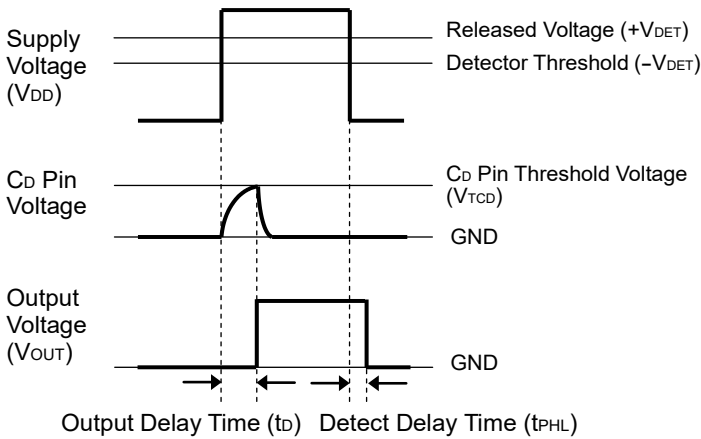 Supply
Voltage
(VDD)
Released Voltage (+VDET)
Detector Threshold (−VDET)
CD Pin
Voltage
CD Pin Threshold Voltage
(VTCD)
GND
Output
Voltage
(VOUT)
GND
Output Delay Time (tD)
Detect Delay Time (tPHL)